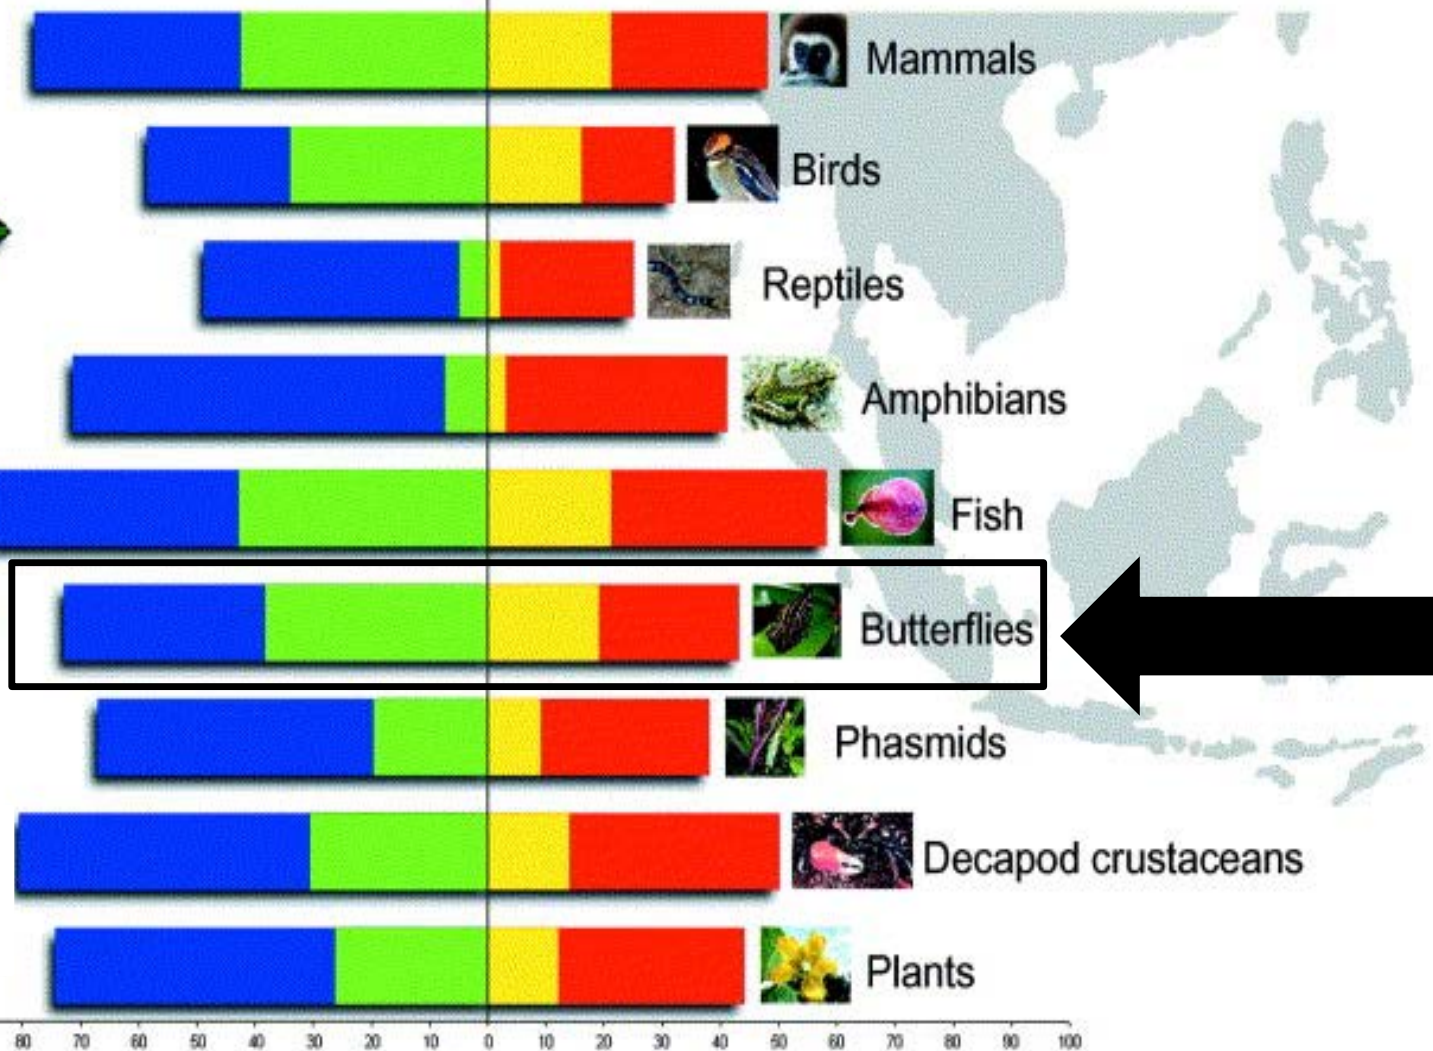 Mammals
Birds
Reptiles
Amphibians
Fish
Butterflies
Phasmids
Decapod crustaceans
Plants
80 70 60 50 40 30 20 10 0 10 20 30 40 50 60 70 80 90 100